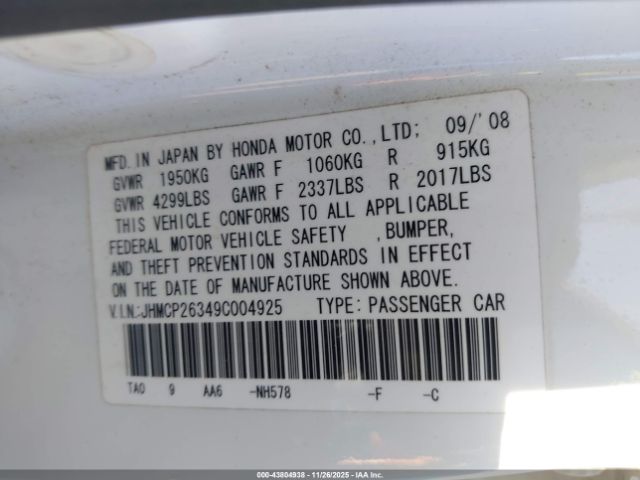 MFD. IN JAPAN BY HONDA MOTOR CO.,LTD; 09/'08
GVWR 1950KG GAWR F 1060KG R 915KG
GVWR 4299LBS GAWR F 2337LBS R 2017LBS
THIS VEHICLE CONFORMS TO ALL APPLICABLE
FEDERAL MOTOR VEHICLE SAFETY ,BUMPER,
AND THEFT PREVENTION STANDARDS IN EFFECT
ON THE DATE OF MANUFACTURE SHOWN ABOVE.
V.I.N.:JHMCP26349C004925 TYPE: PASSENGER CAR
TA0 9 AA6 -NH578 -F -C
000-43804938 - 11/26/2025 - IAAI Inc.